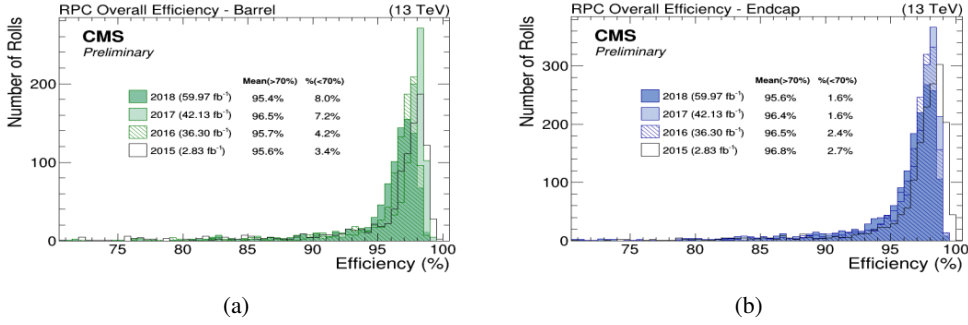 RPC Overall Efficiency - Barrel (13 TeV)
Number of Rolls
CMS
Preliminary
Mean(>70%) %(<70%)
2018 (59.97 fb⁻¹) 95.4% 8.0%
2017 (42.13 fb⁻¹) 96.5% 7.2%
2016 (36.30 fb⁻¹) 95.7% 4.2%
2015 (2.83 fb⁻¹) 95.6% 3.4%
200
100
0
75 80 85 90 95 100
Efficiency (%)
(a)
RPC Overall Efficiency - Endcap (13 TeV)
Number of Rolls
CMS
Preliminary
Mean(>70%) %(<70%)
2018 (59.97 fb⁻¹) 95.6% 1.6%
2017 (42.13 fb⁻¹) 96.4% 1.6%
2016 (36.30 fb⁻¹) 96.5% 2.4%
2015 (2.83 fb⁻¹) 96.8% 2.7%
300
200
100
0
75 80 85 90 95 100
Efficiency (%)
(b)